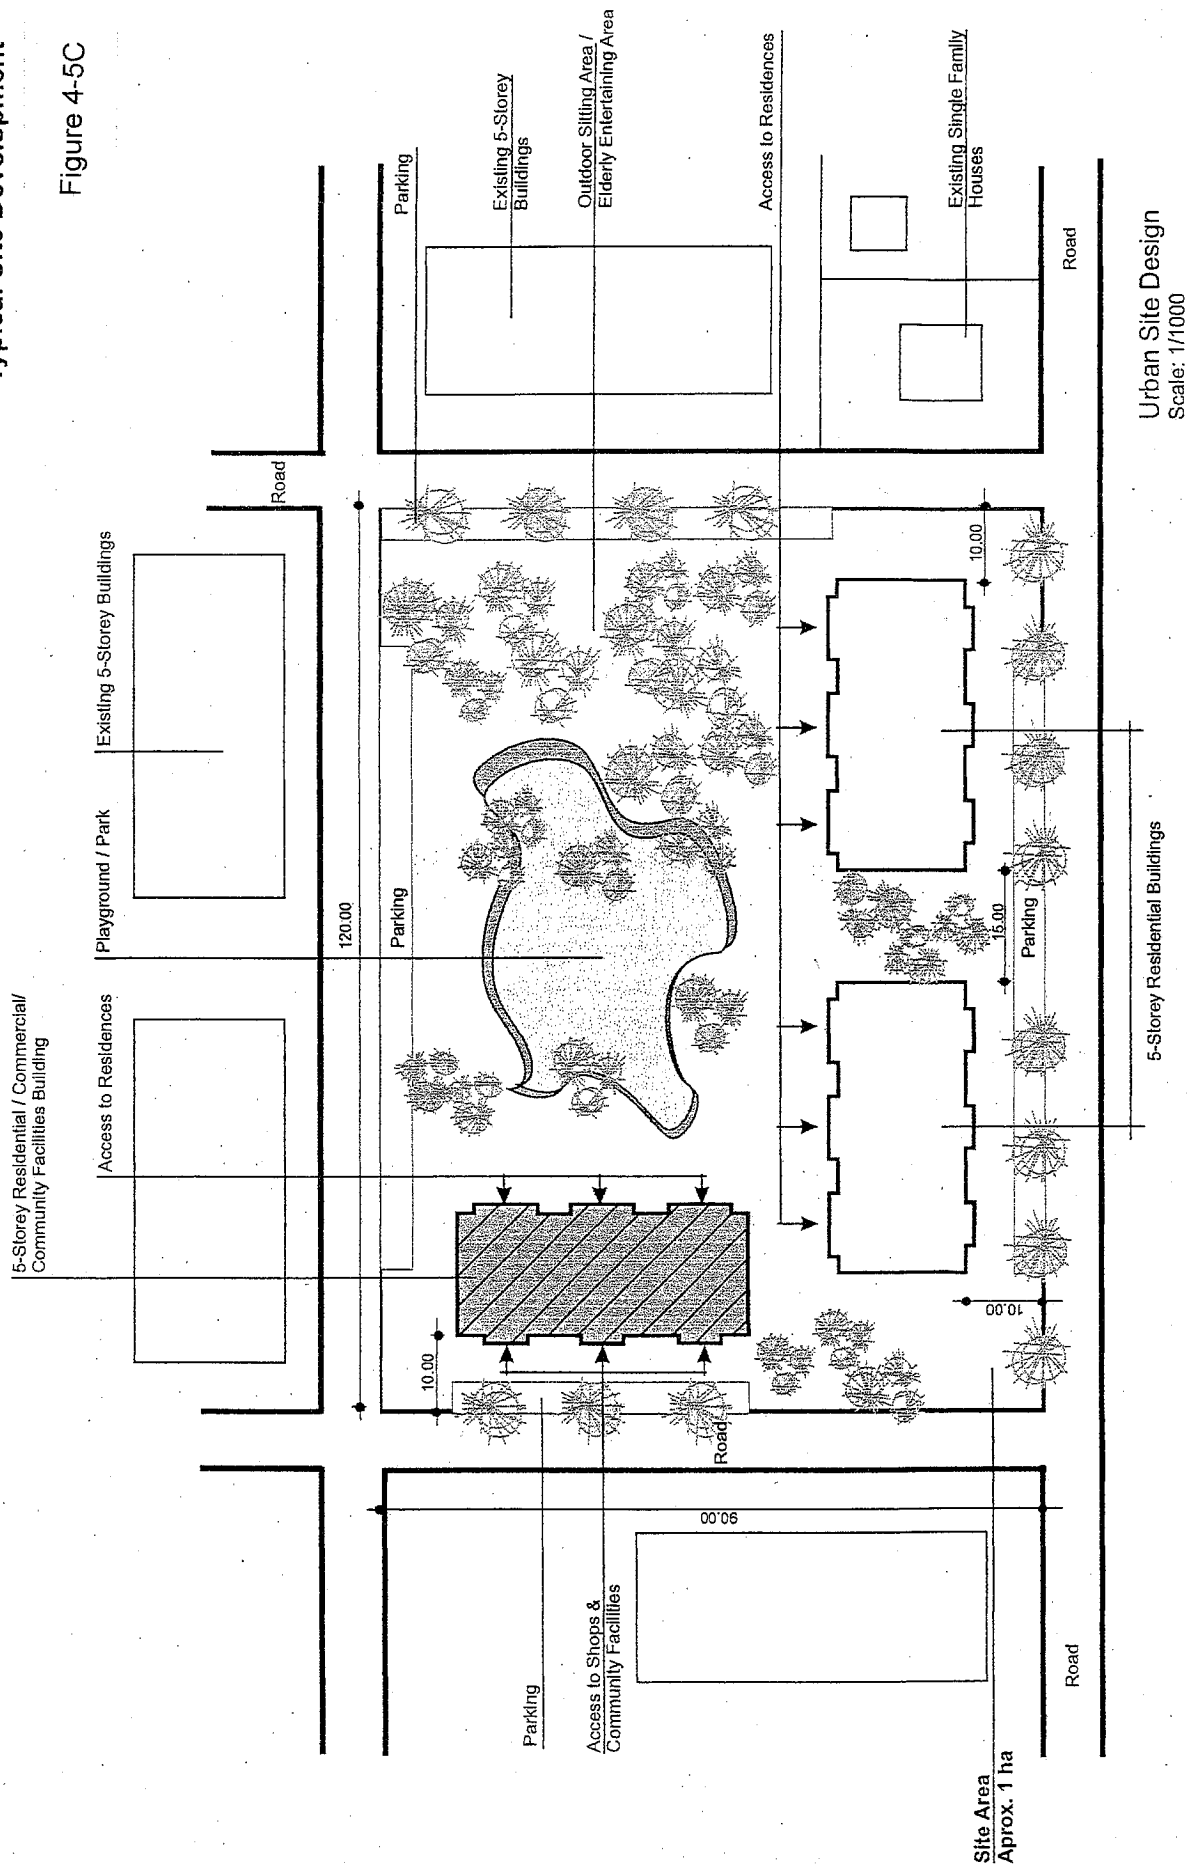 Typical Site Development
Figure 4-5C
5-Storey Residential / Commercial/
Community Facilities Building
Access to Residences
Playground / Park
Existing 5-Storey Buildings
Road
120.00
Parking
Parking
Existing 5-Storey
Buildings
Outdoor Sitting Area /
Elderly Entertaining Area
Access to Residences
Existing Single Family
Houses
Road
10.00
10.00
15.00
Parking
10.00
Road
90.00
Parking
Access to Shops &
Community Facilities
Site Area
Aprox. 1 ha
Road
5-Storey Residential Buildings
Urban Site Design
Scale: 1/1000